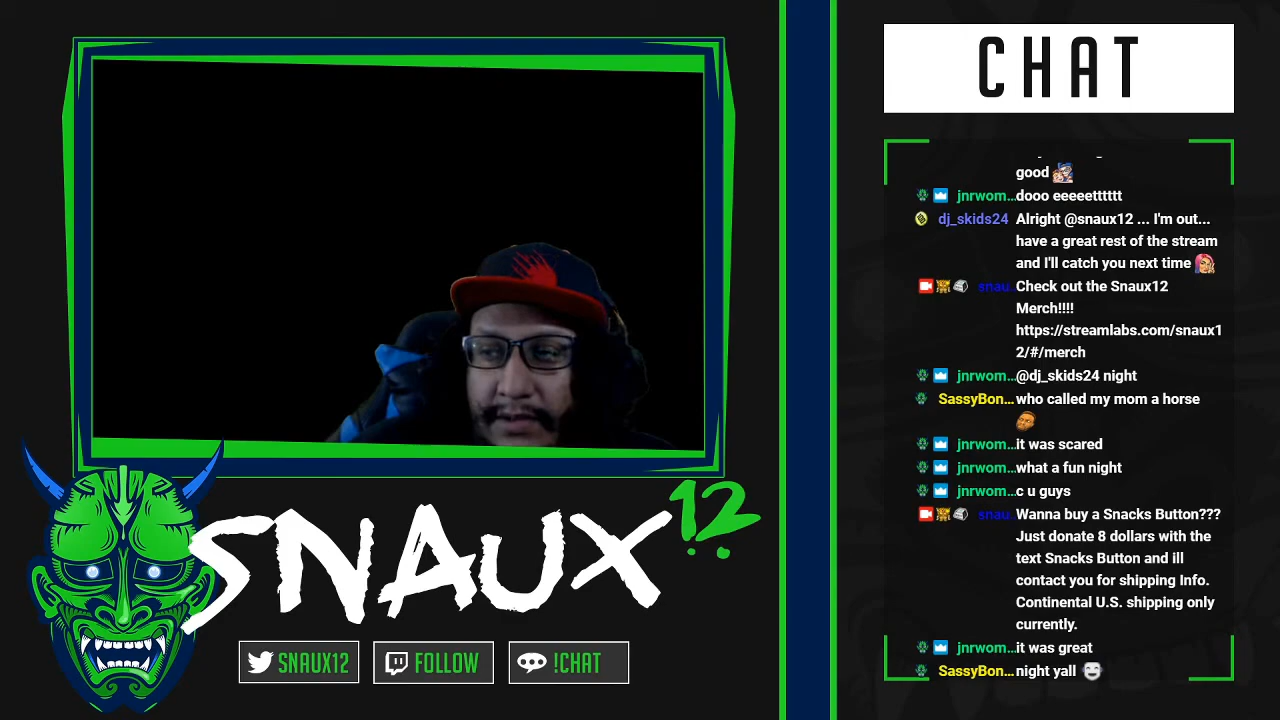 CHAT
good
jnrwom...dooo eeeeetttttt
dj_skids24 Alright @snaux12 ... I'm out...
have a great rest of the stream
and I'll catch you next time
snau Check out the Snaux12
Merch!!!!
https://streamlabs.com/snaux1
2/#/merch
jnrwom...@dj_skids24 night
SassyBon...who called my mom a horse
jnrwom...it was scared
jnrwom...what a fun night
jnrwom...c u guys
snau Wanna buy a Snacks Button???
Just donate 8 dollars with the
text Snacks Button and ill
contact you for shipping Info.
Continental U.S. shipping only
currently.
jnrwom...it was great
SassyBon...night yall
SNAUX12
SNAUX12
FOLLOW
!CHAT